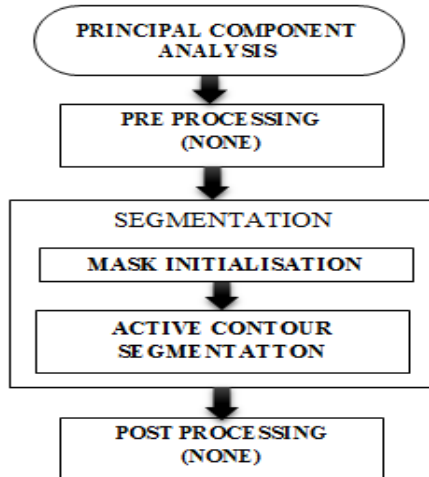 PRINCIPAL COMPONENT
ANALYSIS
PRE PROCESSING
(NONE)
SEGMENTATION
MASK INITIALISATION
ACTIVE CONTOUR
SEGMENTATTON
POST PROCESSING
(NONE)